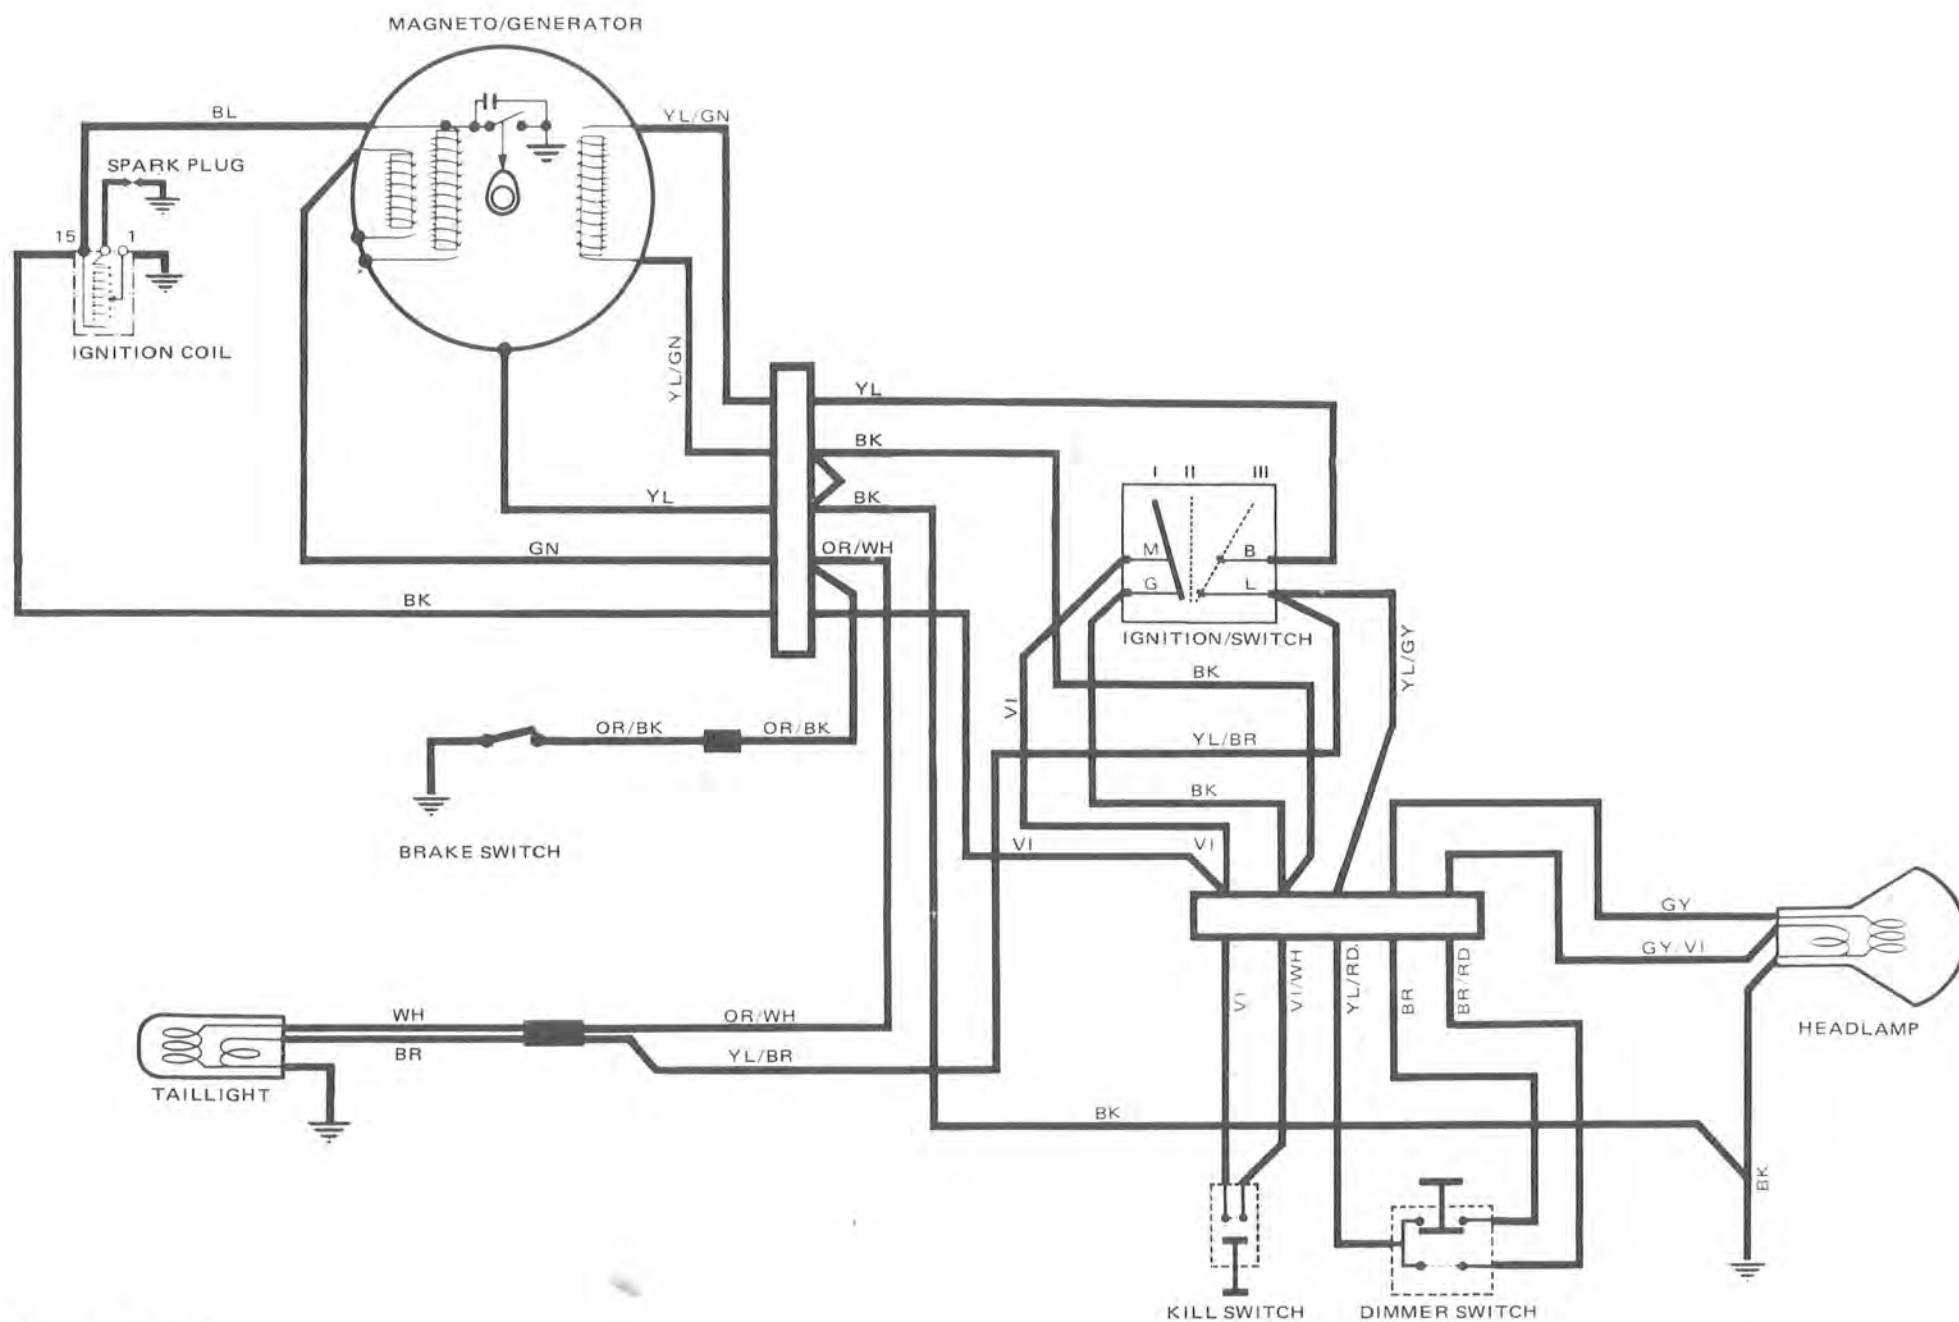 MAGNETO/GENERATOR
BL
YL/GN
SPARK PLUG
15
1
IGNITION COIL
YL/GN
YL
BK
I II III
YL
BK
GN
OR/WH
M
B
G
L
BK
IGNITION/SWITCH
YL/GY
BK
VI
OR/BK
OR/BK
YL/BR
BK
BRAKE SWITCH
VI
VI
GY
GY/VI
VI
VI/WH
YL/RD.
BR
BR/RD
WH
OR/WH
HEADLAMP
BR
YL/BR
TAILLIGHT
BK
BK
KILL SWITCH
DIMMER SWITCH